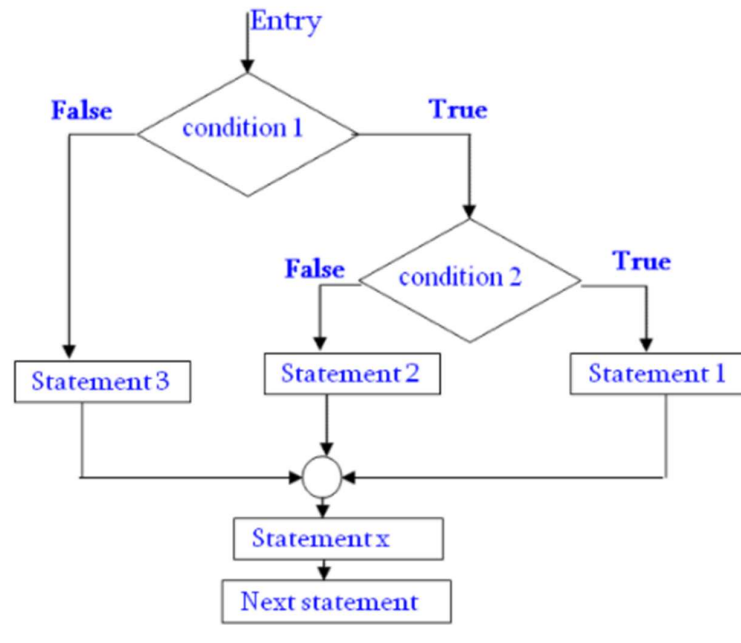 Entry
False
True
condition 1
False
True
condition 2
Statement 3
Statement 2
Statement 1
Statement x
Next statement